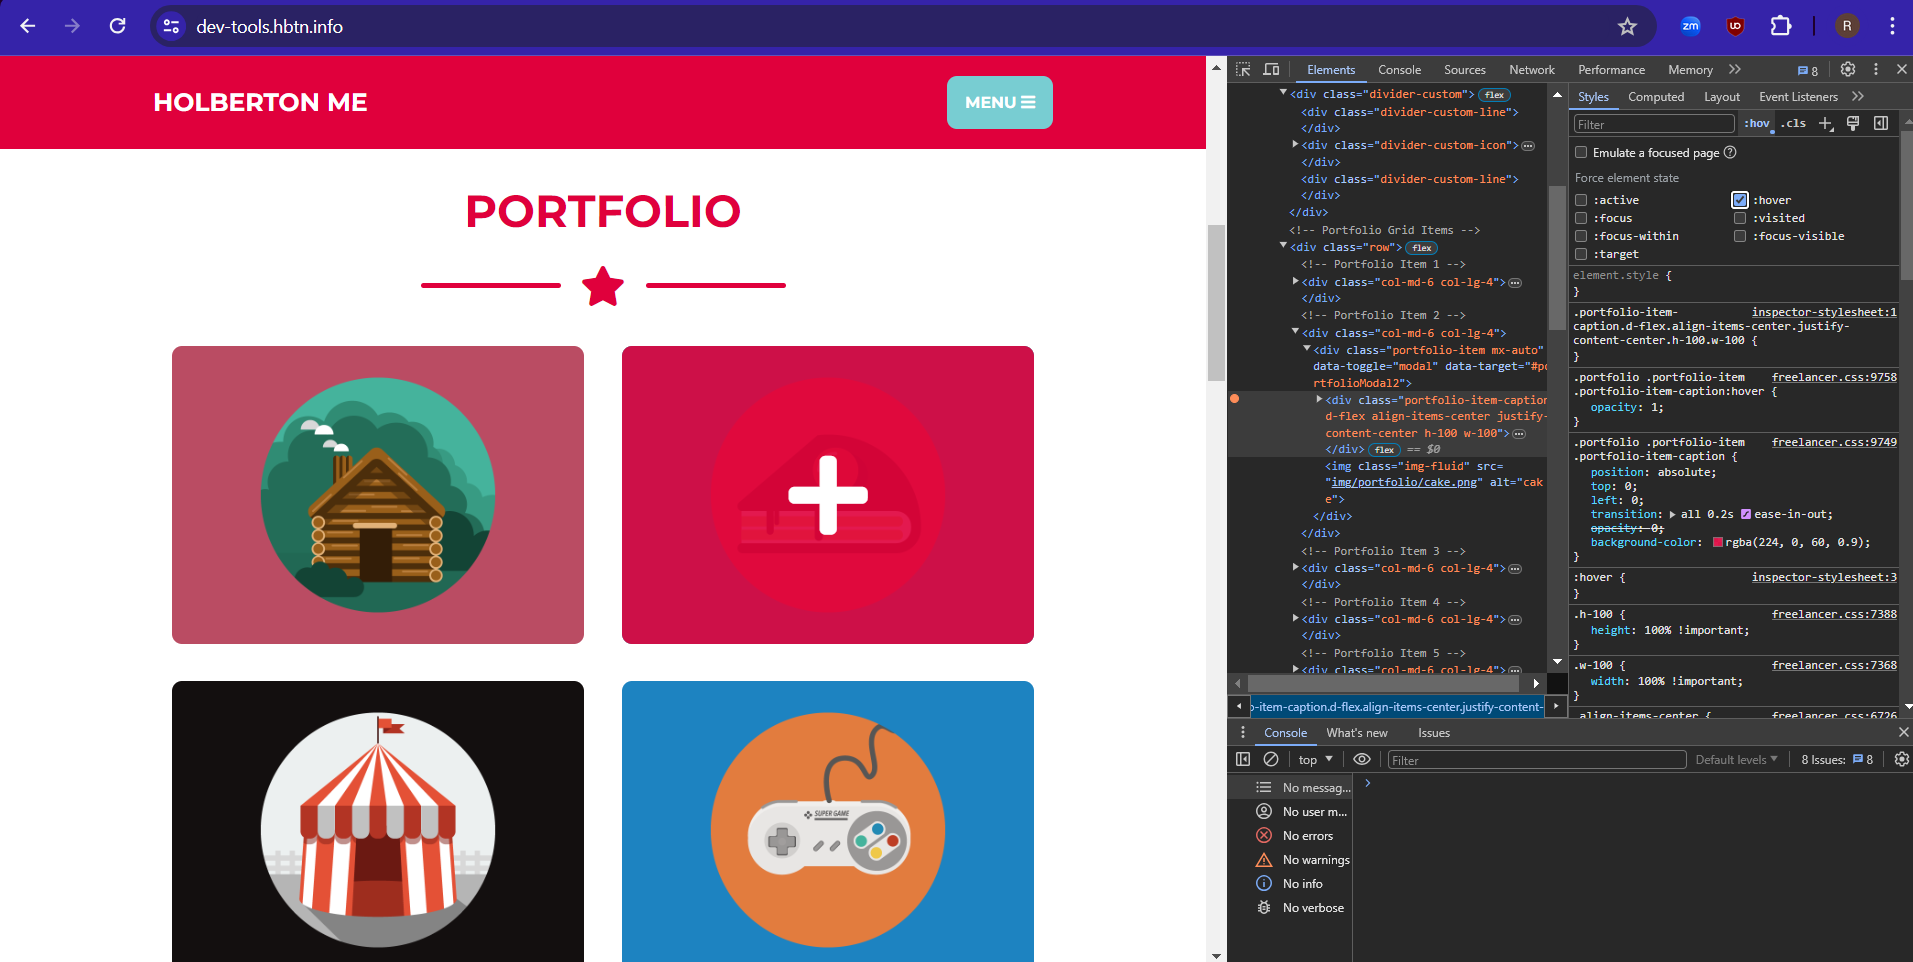 dev-tools.hbtn.info
zm
R
HOLBERTON ME
MENU
PORTFOLIO
SUPER GAME
Elements
Console
Sources
Network
Performance
Memory
8
<div class="divider-custom"> flex
<div class="divider-custom-line">
</div>
<div class="divider-custom-icon">
</div>
<div class="divider-custom-line">
</div>
</div>
<!-- Portfolio Grid Items -->
<div class="row"> flex
<!-- Portfolio Item 1 -->
<div class="col-md-6 col-lg-4">
</div>
<!-- Portfolio Item 2 -->
<div class="col-md-6 col-lg-4">
<div class="portfolio-item mx-auto"
data-toggle="modal" data-target="#po
rtfolioModal2">
<div class="portfolio-item-caption
d-flex align-items-center justify-
content-center h-100 w-100">
</div> flex == $0
<img class="img-fluid" src=
"img/portfolio/cake.png" alt="cak
e">
</div>
</div>
<!-- Portfolio Item 3 -->
<div class="col-md-6 col-lg-4">
</div>
<!-- Portfolio Item 4 -->
<div class="col-md-6 col-lg-4">
</div>
<!-- Portfolio Item 5 -->
<div class="col-md-6 col-lg-4">
o-item-caption.d-flex.align-items-center.justify-content-
Styles
Computed
Layout
Event Listeners
Filter
:hov
.cls
Emulate a focused page
Force element state
:active
:hover
:focus
:visited
:focus-within
:focus-visible
:target
element.style {
}
.portfolio-item- inspector-stylesheet:1
caption.d-flex.align-items-center.justify-
content-center.h-100.w-100 {
}
.portfolio .portfolio-item freelancer.css:9758
.portfolio-item-caption:hover {
opacity: 1;
}
.portfolio .portfolio-item freelancer.css:9749
.portfolio-item-caption {
position: absolute;
top: 0;
left: 0;
transition: all 0.2s ease-in-out;
opacity: 0;
background-color: rgba(224, 0, 60, 0.9);
}
:hover { inspector-stylesheet:3
}
.h-100 { freelancer.css:7388
height: 100% !important;
}
.w-100 { freelancer.css:7368
width: 100% !important;
}
.align-items-center { freelancer.css:6726
Console
What's new
Issues
top
Filter
Default levels
8 Issues:
8
No messag...
No user m...
No errors
No warnings
No info
No verbose